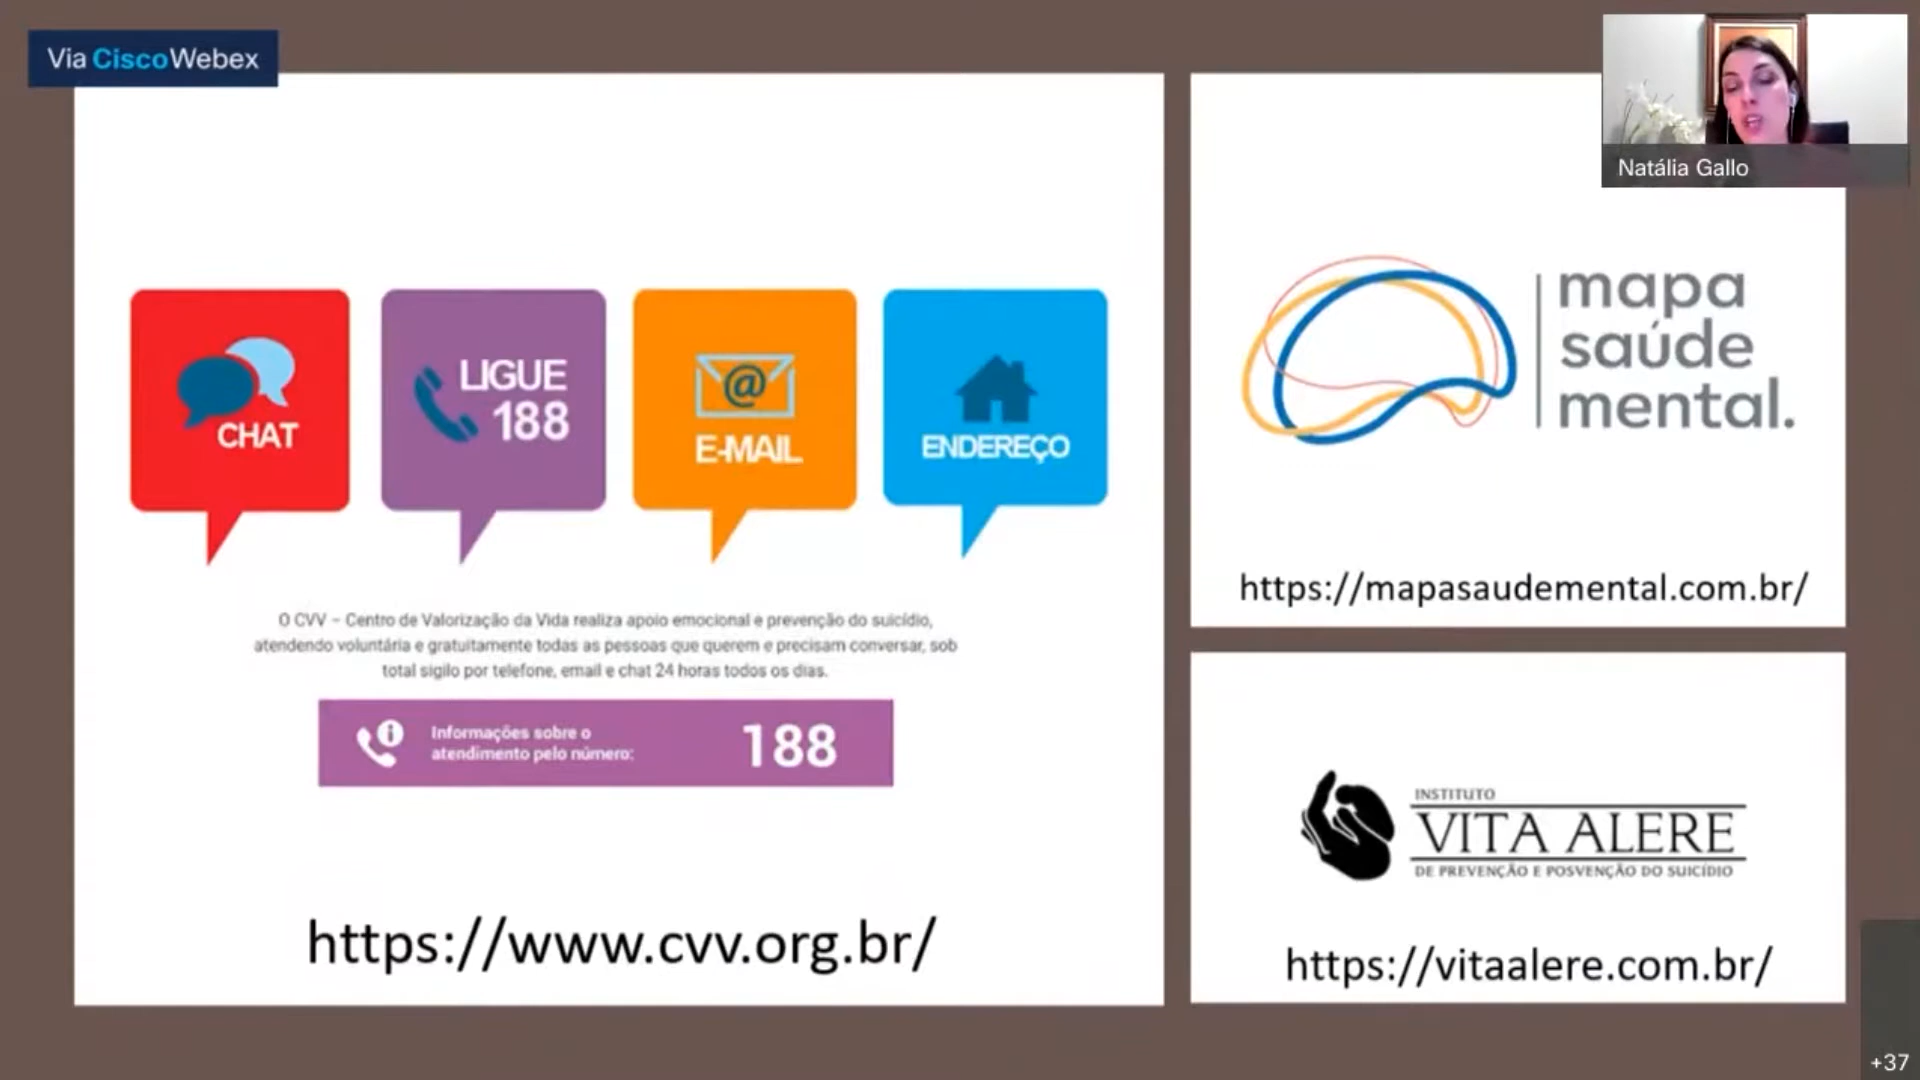 Via CiscoWebex
Natália Gallo
CHAT
LIGUE
188
E-MAIL
ENDEREÇO
O CVV – Centro de Valorização da Vida realiza apoio emocional e prevenção do suicídio,
atendendo voluntária e gratuitamente todas as pessoas que querem e precisam conversar, sob
total sigilo por telefone, email e chat 24 horas todos os dias.
Informações sobre o
atendimento pelo número:
188
https://www.cvv.org.br/
mapa
saúde
mental.
https://mapasaudemental.com.br/
INSTITUTO
VITA ALERE
DE PREVENÇÃO E POSVENÇÃO DO SUICÍDIO
https://vitaalere.com.br/
+37